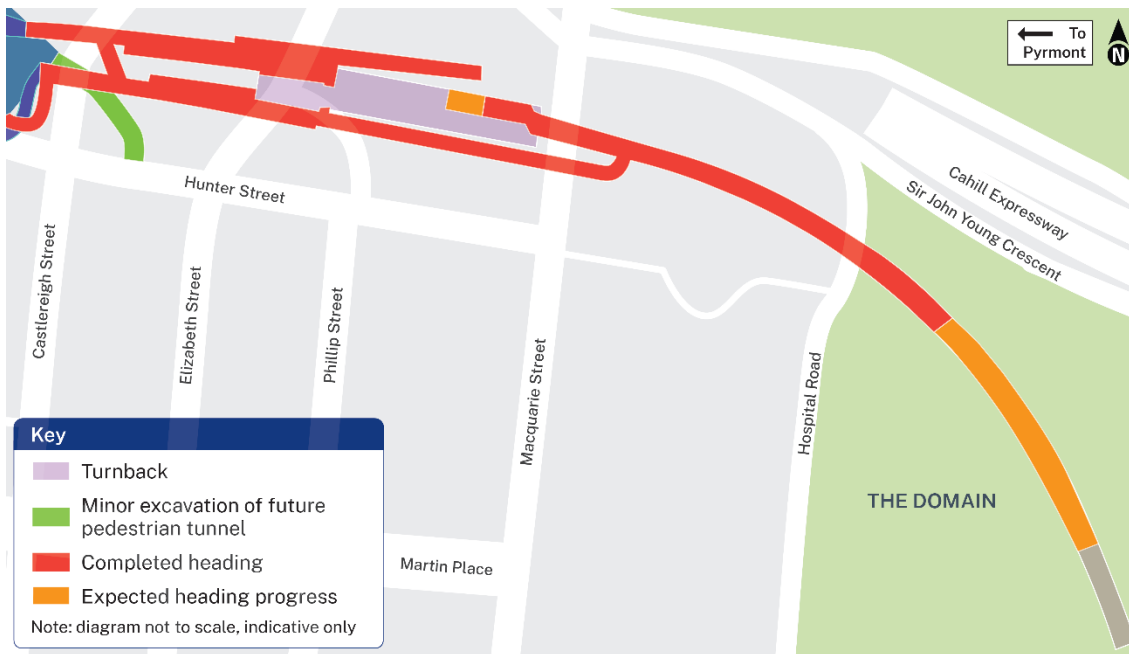 To
Pyrmont
N
Cahill Expressway
Sir John Young Crescent
Hunter Street
Castlereigh Street
Elizabeth Street
Phillip Street
Macquarie Street
Hospital Road
THE DOMAIN
Martin Place
Key
Turnback
Minor excavation of future
pedestrian tunnel
Completed heading
Expected heading progress
Note: diagram not to scale, indicative only